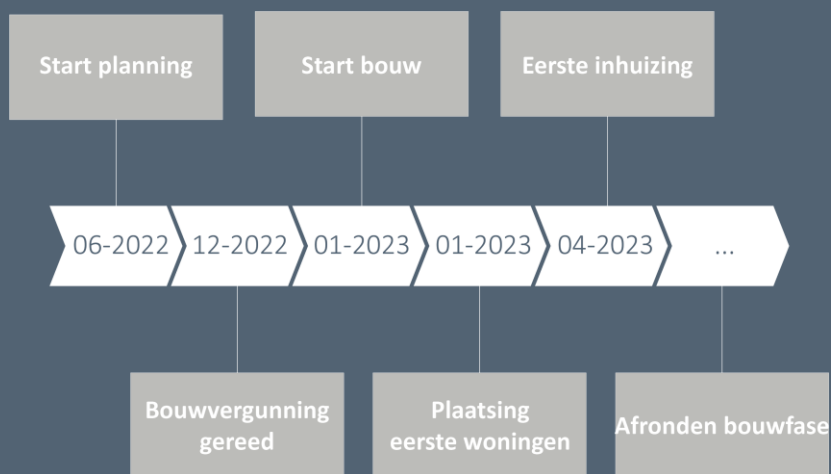 Start planning
Start bouw
Eerste inhuizing
06-2022
12-2022
01-2023
01-2023
04-2023
...
Bouwvergunning
gereed
Plaatsing
eerste woningen
Afronden bouwfase